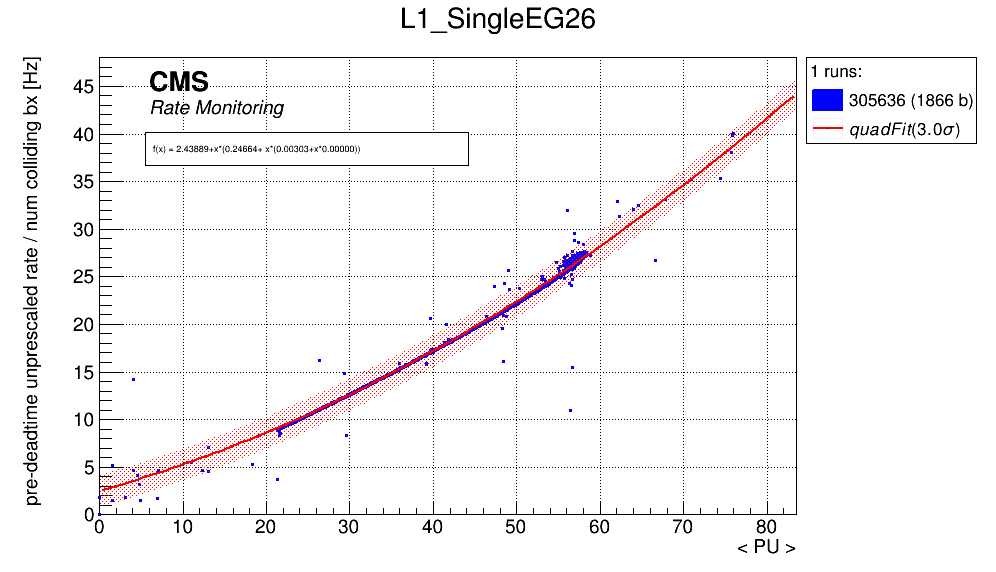 L1_SingleEG26
pre-deadtime unprescaled rate / num colliding bx [Hz]
CMS
Rate Monitoring
f(x) = 2.43889+x*(0.24664+ x*(0.00303+x*0.00000))
1 runs:
305636 (1866 b)
quadFit(3.0σ)
45
40
35
30
25
20
15
10
5
0
0 10 20 30 40 50 60 70 80
< PU >